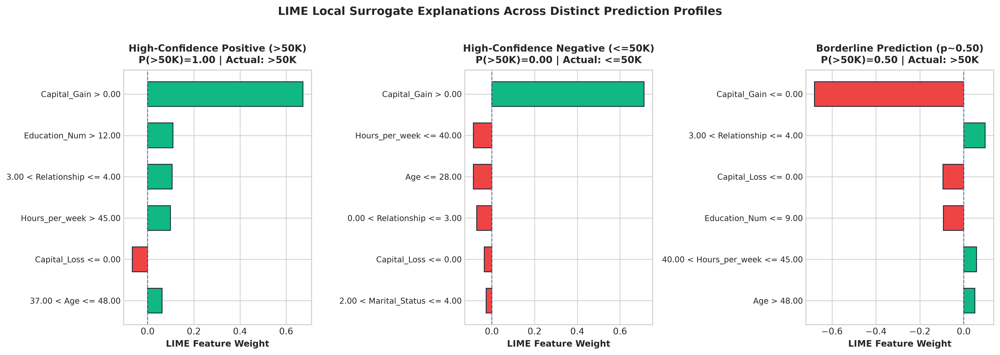 LIME Local Surrogate Explanations Across Distinct Prediction Profiles
High-Confidence Positive (>50K)
P(>50K)=1.00 | Actual: >50K
Capital_Gain > 0.00
Education_Num > 12.00
3.00 < Relationship <= 4.00
Hours_per_week > 45.00
Capital_Loss <= 0.00
37.00 < Age <= 48.00
0.0 0.2 0.4 0.6
LIME Feature Weight
High-Confidence Negative (<=50K)
P(>50K)=0.00 | Actual: <=50K
Capital_Gain > 0.00
Hours_per_week <= 40.00
Age <= 28.00
0.00 < Relationship <= 3.00
Capital_Loss <= 0.00
2.00 < Marital_Status <= 4.00
0.0 0.2 0.4 0.6
LIME Feature Weight
Borderline Prediction (p~0.50)
P(>50K)=0.50 | Actual: >50K
Capital_Gain <= 0.00
3.00 < Relationship <= 4.00
Capital_Loss <= 0.00
Education_Num <= 9.00
40.00 < Hours_per_week <= 45.00
Age > 48.00
−0.6 −0.4 −0.2 0.0
LIME Feature Weight